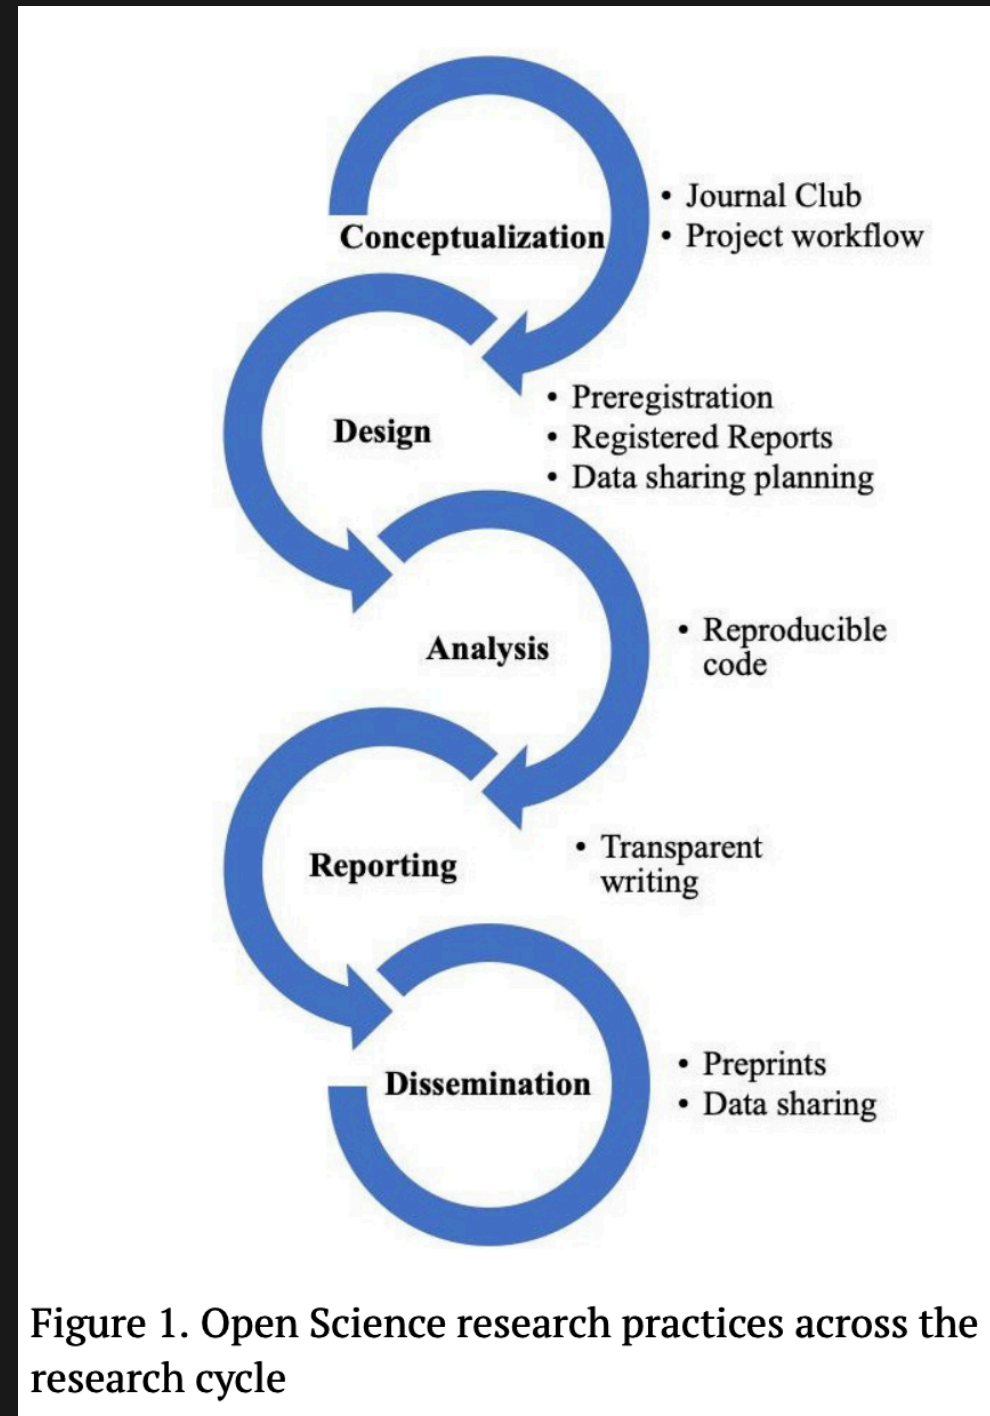 Conceptualization
• Journal Club
• Project workflow
Design
• Preregistration
• Registered Reports
• Data sharing planning
Analysis
• Reproducible
code
Reporting
• Transparent
writing
Dissemination
• Preprints
• Data sharing
Figure 1. Open Science research practices across the
research cycle